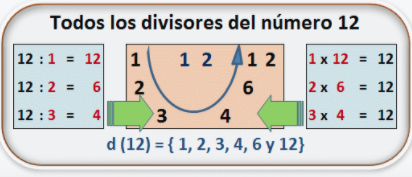 Todos los divisores del número 12
12 : 1 = 12
12 : 2 = 6
12 : 3 = 4
1 1 2 1 2
2 6
3 4
1 x 12 = 12
2 x 6 = 12
3 x 4 = 12
d (12) = { 1, 2, 3, 4, 6 y 12}